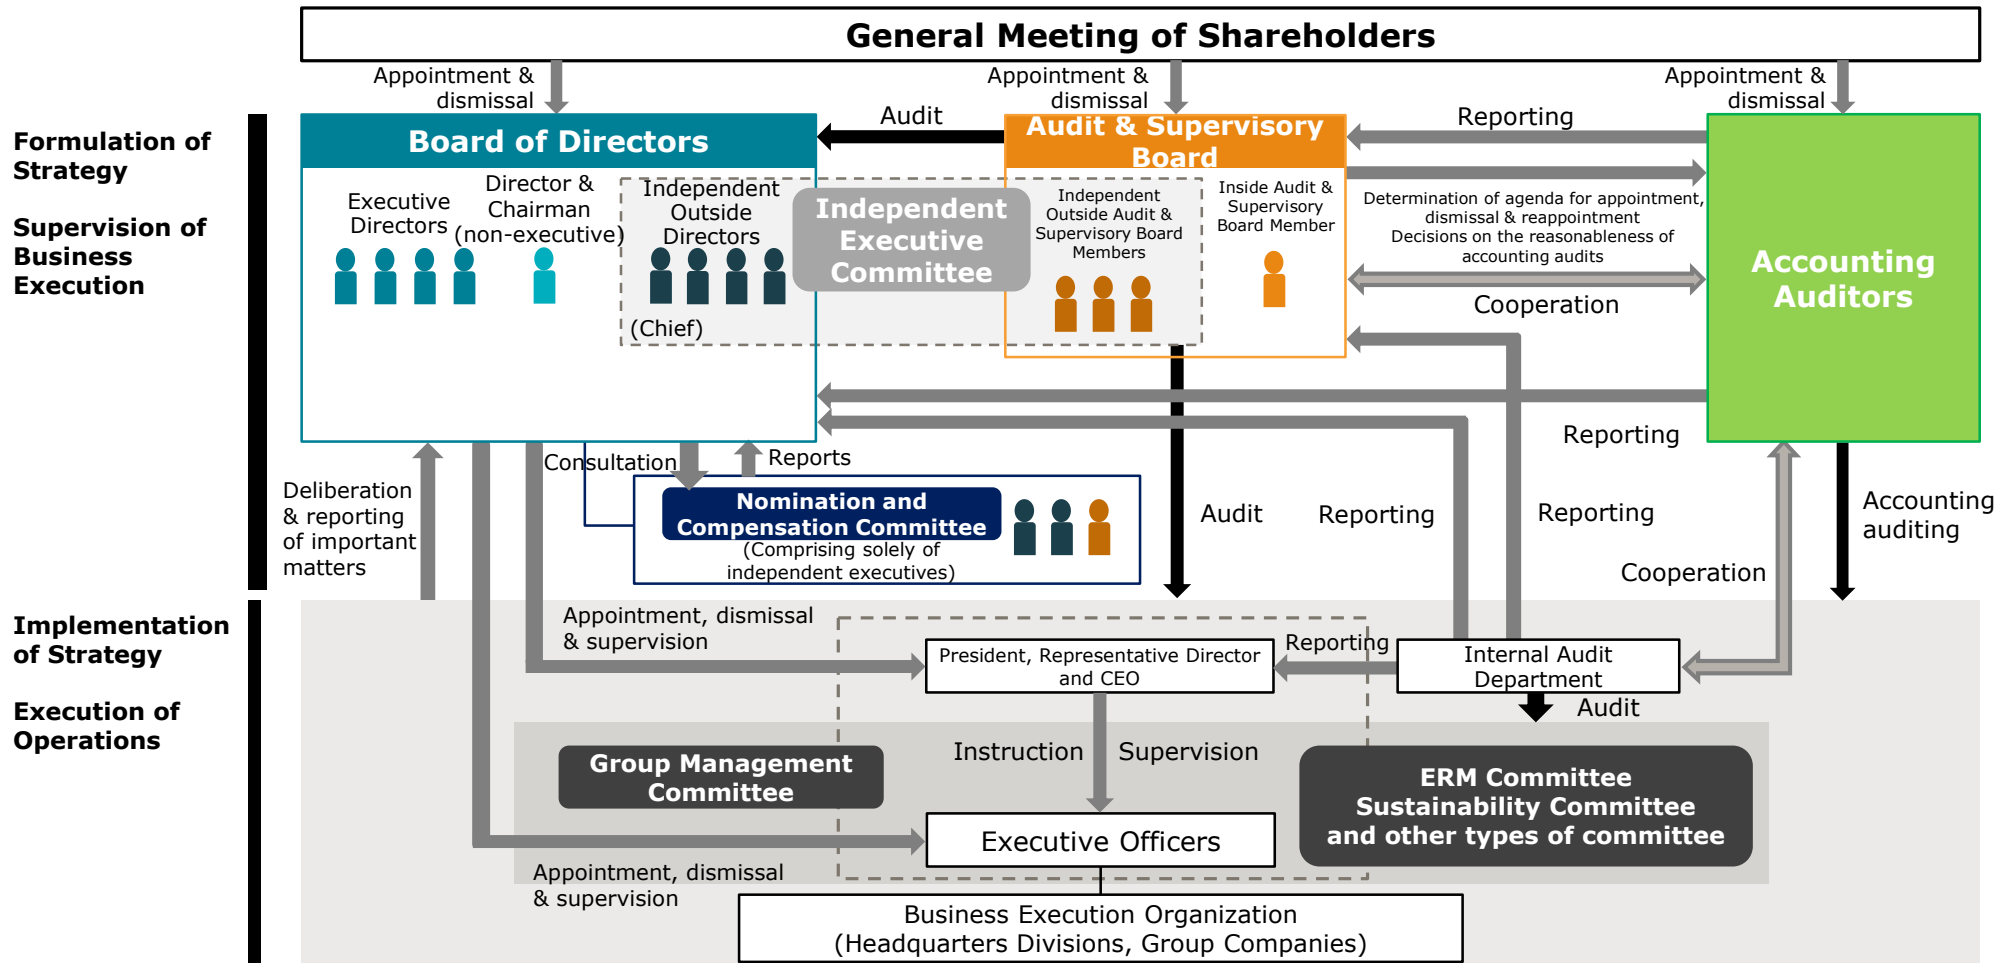 General Meeting of Shareholders
Appointment &
dismissal
Appointment &
dismissal
Appointment &
dismissal
Formulation of
Strategy
Supervision of
Business
Execution
Board of Directors
Audit
Audit & Supervisory
Board
Reporting
Executive
Directors
Director &
Chairman
(non-executive)
Independent
Outside
Directors
(Chief)
Independent
Executive
Committee
Independent
Outside Audit &
Supervisory Board
Members
Inside Audit &
Supervisory
Board Member
Determination of agenda for appointment,
dismissal & reappointment
Decisions on the reasonableness of
accounting audits
Cooperation
Accounting
Auditors
Reporting
Consultation
Reports
Deliberation
& reporting
of important
matters
Nomination and
Compensation Committee
(Comprising solely of
independent executives)
Audit
Reporting
Reporting
Accounting
auditing
Cooperation
Implementation
of Strategy
Execution of
Operations
Appointment, dismissal
& supervision
President, Representative Director
and CEO
Reporting
Internal Audit
Department
Audit
Instruction
Supervision
Group Management
Committee
ERM Committee
Sustainability Committee
and other types of committee
Executive Officers
Appointment, dismissal
& supervision
Business Execution Organization
(Headquarters Divisions, Group Companies)